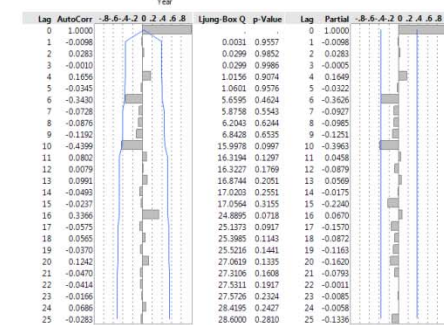 Year
Lag AutoCorr -.8-.6-.4-.2 0 .2 .4 .6 .8 Ljung-Box Q p-Value Lag Partial -.8-.6-.4-.2 0 .2 .4 .6 .8
0 1.0000 . . 0 1.0000
1 -0.0098 0.0031 0.9557 1 -0.0098
2 0.0283 0.0299 0.9852 2 0.0283
3 -0.0010 0.0299 0.9986 3 -0.0005
4 0.1656 1.0156 0.9074 4 0.1649
5 -0.0345 1.0601 0.9576 5 -0.0322
6 -0.3430 5.6595 0.4624 6 -0.3626
7 -0.0728 5.8758 0.5543 7 -0.0927
8 -0.0876 6.2043 0.6244 8 -0.0985
9 -0.1192 6.8428 0.6535 9 -0.1251
10 -0.4399 15.9978 0.0997 10 -0.3963
11 0.0802 16.3194 0.1297 11 0.0458
12 0.0079 16.3227 0.1769 12 -0.0879
13 0.0991 16.8744 0.2051 13 0.0569
14 -0.0493 17.0203 0.2551 14 -0.0175
15 -0.0237 17.0564 0.3155 15 -0.2240
16 0.3366 24.8895 0.0718 16 0.0670
17 -0.0575 25.1373 0.0917 17 -0.1570
18 0.0565 25.3985 0.1143 18 -0.0872
19 -0.0370 25.5216 0.1441 19 -0.1163
20 0.1242 27.0619 0.1335 20 -0.1620
21 -0.0470 27.3106 0.1608 21 -0.0793
22 -0.0414 27.5311 0.1917 22 -0.0011
23 -0.0166 27.5726 0.2324 23 -0.0085
24 0.0686 28.4195 0.2427 24 -0.0058
25 -0.0283 28.6000 0.2810 25 -0.1336